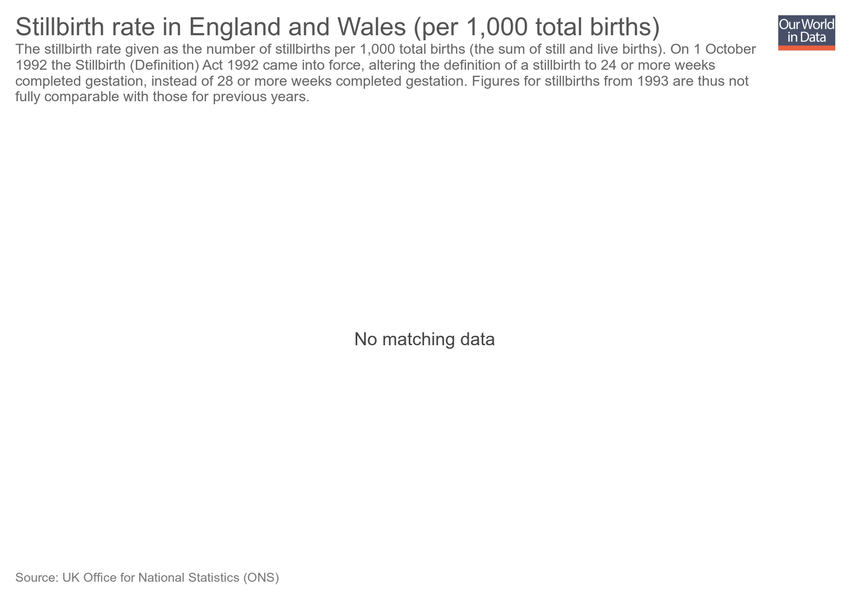 Stillbirth rate in England and Wales (per 1,000 total births)
Our World
in Data
The stillbirth rate given as the number of stillbirths per 1,000 total births (the sum of still and live births). On 1 October
1992 the Stillbirth (Definition) Act 1992 came into force, altering the definition of a stillbirth to 24 or more weeks
completed gestation, instead of 28 or more weeks completed gestation. Figures for stillbirths from 1993 are thus not
fully comparable with those for previous years.
No matching data
Source: UK Office for National Statistics (ONS)